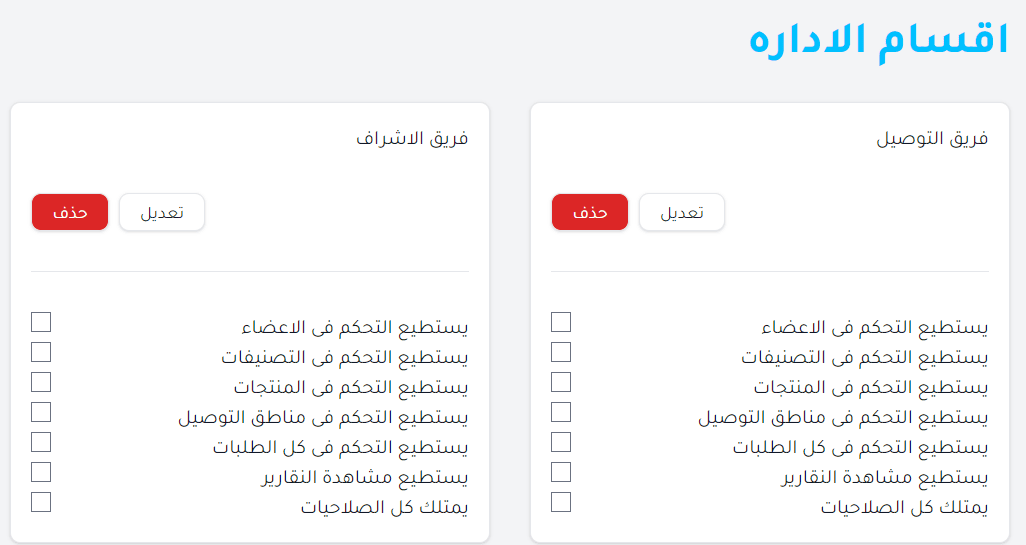 اقسام الاداره
فريق التوصيل
تعديل
حذف
يستطيع التحكم فى الاعضاء
يستطيع التحكم فى التصنيفات
يستطيع التحكم فى المنتجات
يستطيع التحكم فى مناطق التوصيل
يستطيع التحكم فى كل الطلبات
يستطيع مشاهدة النقارير
يمتلك كل الصلاحيات
فريق الاشراف
تعديل
حذف
يستطيع التحكم فى الاعضاء
يستطيع التحكم فى التصنيفات
يستطيع التحكم فى المنتجات
يستطيع التحكم فى مناطق التوصيل
يستطيع التحكم فى كل الطلبات
يستطيع مشاهدة النقارير
يمتلك كل الصلاحيات